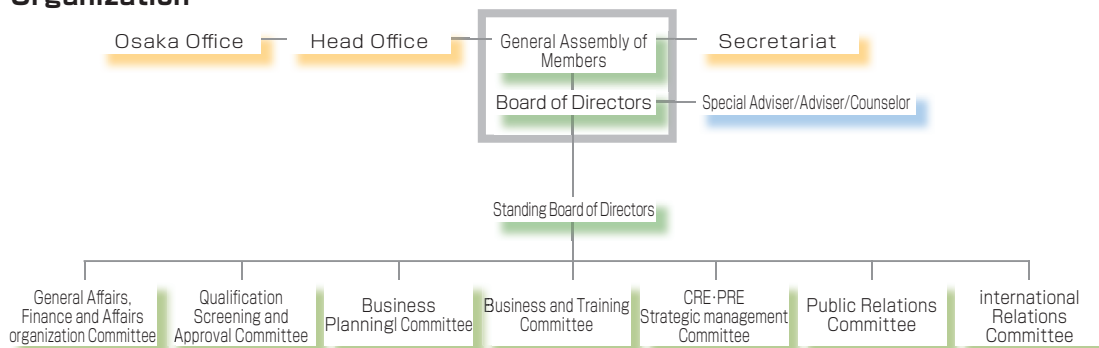 Organization
Osaka Office
Head Office
General Assembly of
Members
Secretariat
Board of Directors
Special Adviser/Adviser/Counselor
Standing Board of Directors
General Affairs,
Finance and Affairs
organization Committee
Qualification
Screening and
Approval Committee
Business
Planningl Committee
Business and Training
Committee
CRE･PRE
Strategic management
Committee
Public Relations
Committee
international
Relations
Committee